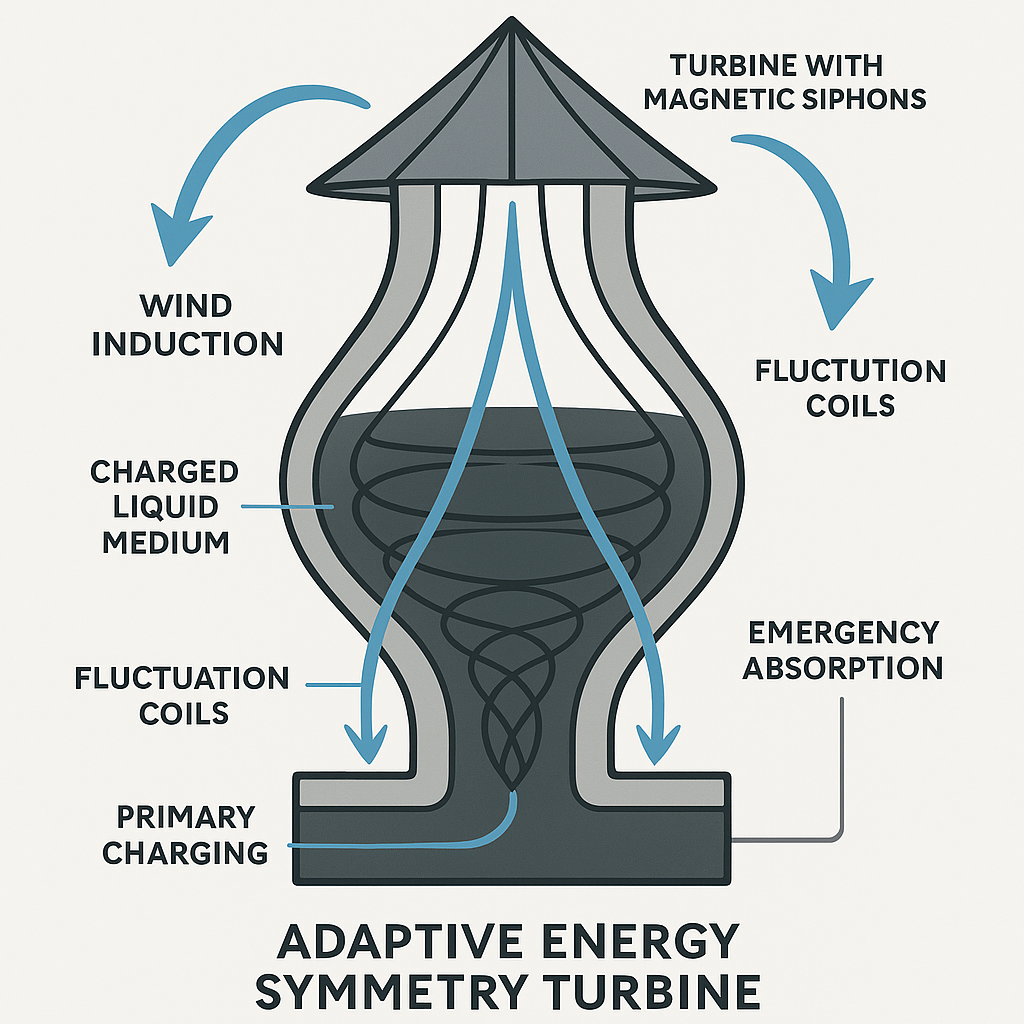 TURBINE WITH
MAGNETIC SIPHONS
WIND
INDUCTION
FLUCTUTION
COILS
CHARGED
LIQUID
MEDIUM
EMERGENCY
ABSORPTION
FLUCTUATION
COILS
PRIMARY
CHARGING
ADAPTIVE ENERGY
SYMMETRY TURBINE